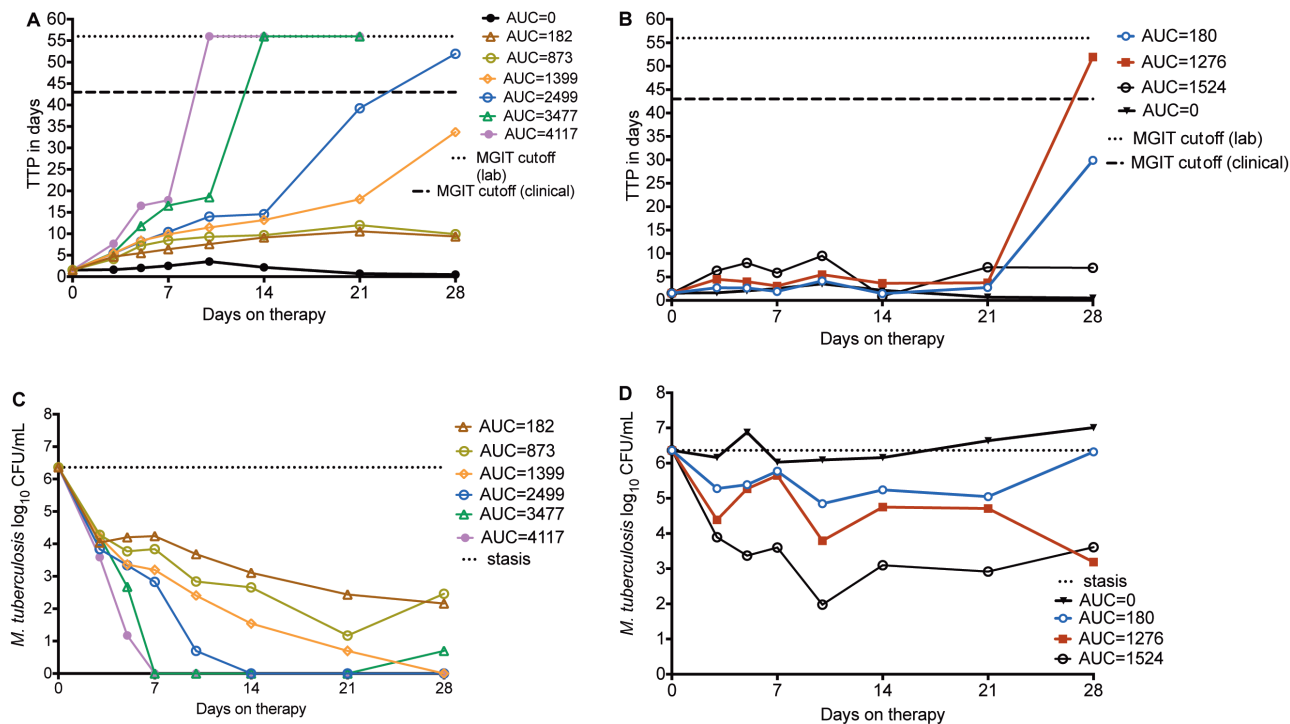 A
TTP in days
60
55
50
45
40
35
30
25
20
15
10
5
0
0 7 14 21 28
Days on therapy
AUC=0
AUC=182
AUC=873
AUC=1399
AUC=2499
AUC=3477
AUC=4117
MGIT cutoff
(lab)
MGIT cutoff (clinical)
B
TTP in days
60
55
50
45
40
35
30
25
20
15
10
5
0
0 7 14 21 28
Days on therapy
AUC=180
AUC=1276
AUC=1524
AUC=0
MGIT cutoff (lab)
MGIT cutoff (clinical)
C
M. tuberculosis log10 CFU/mL
8
7
6
5
4
3
2
1
0
0 7 14 21 28
Days on therapy
AUC=182
AUC=873
AUC=1399
AUC=2499
AUC=3477
AUC=4117
stasis
D
M. tuberculosis log10 CFU/mL
8
7
6
5
4
3
2
1
0
0 7 14 21 28
Days on therapy
stasis
AUC=0
AUC=180
AUC=1276
AUC=1524